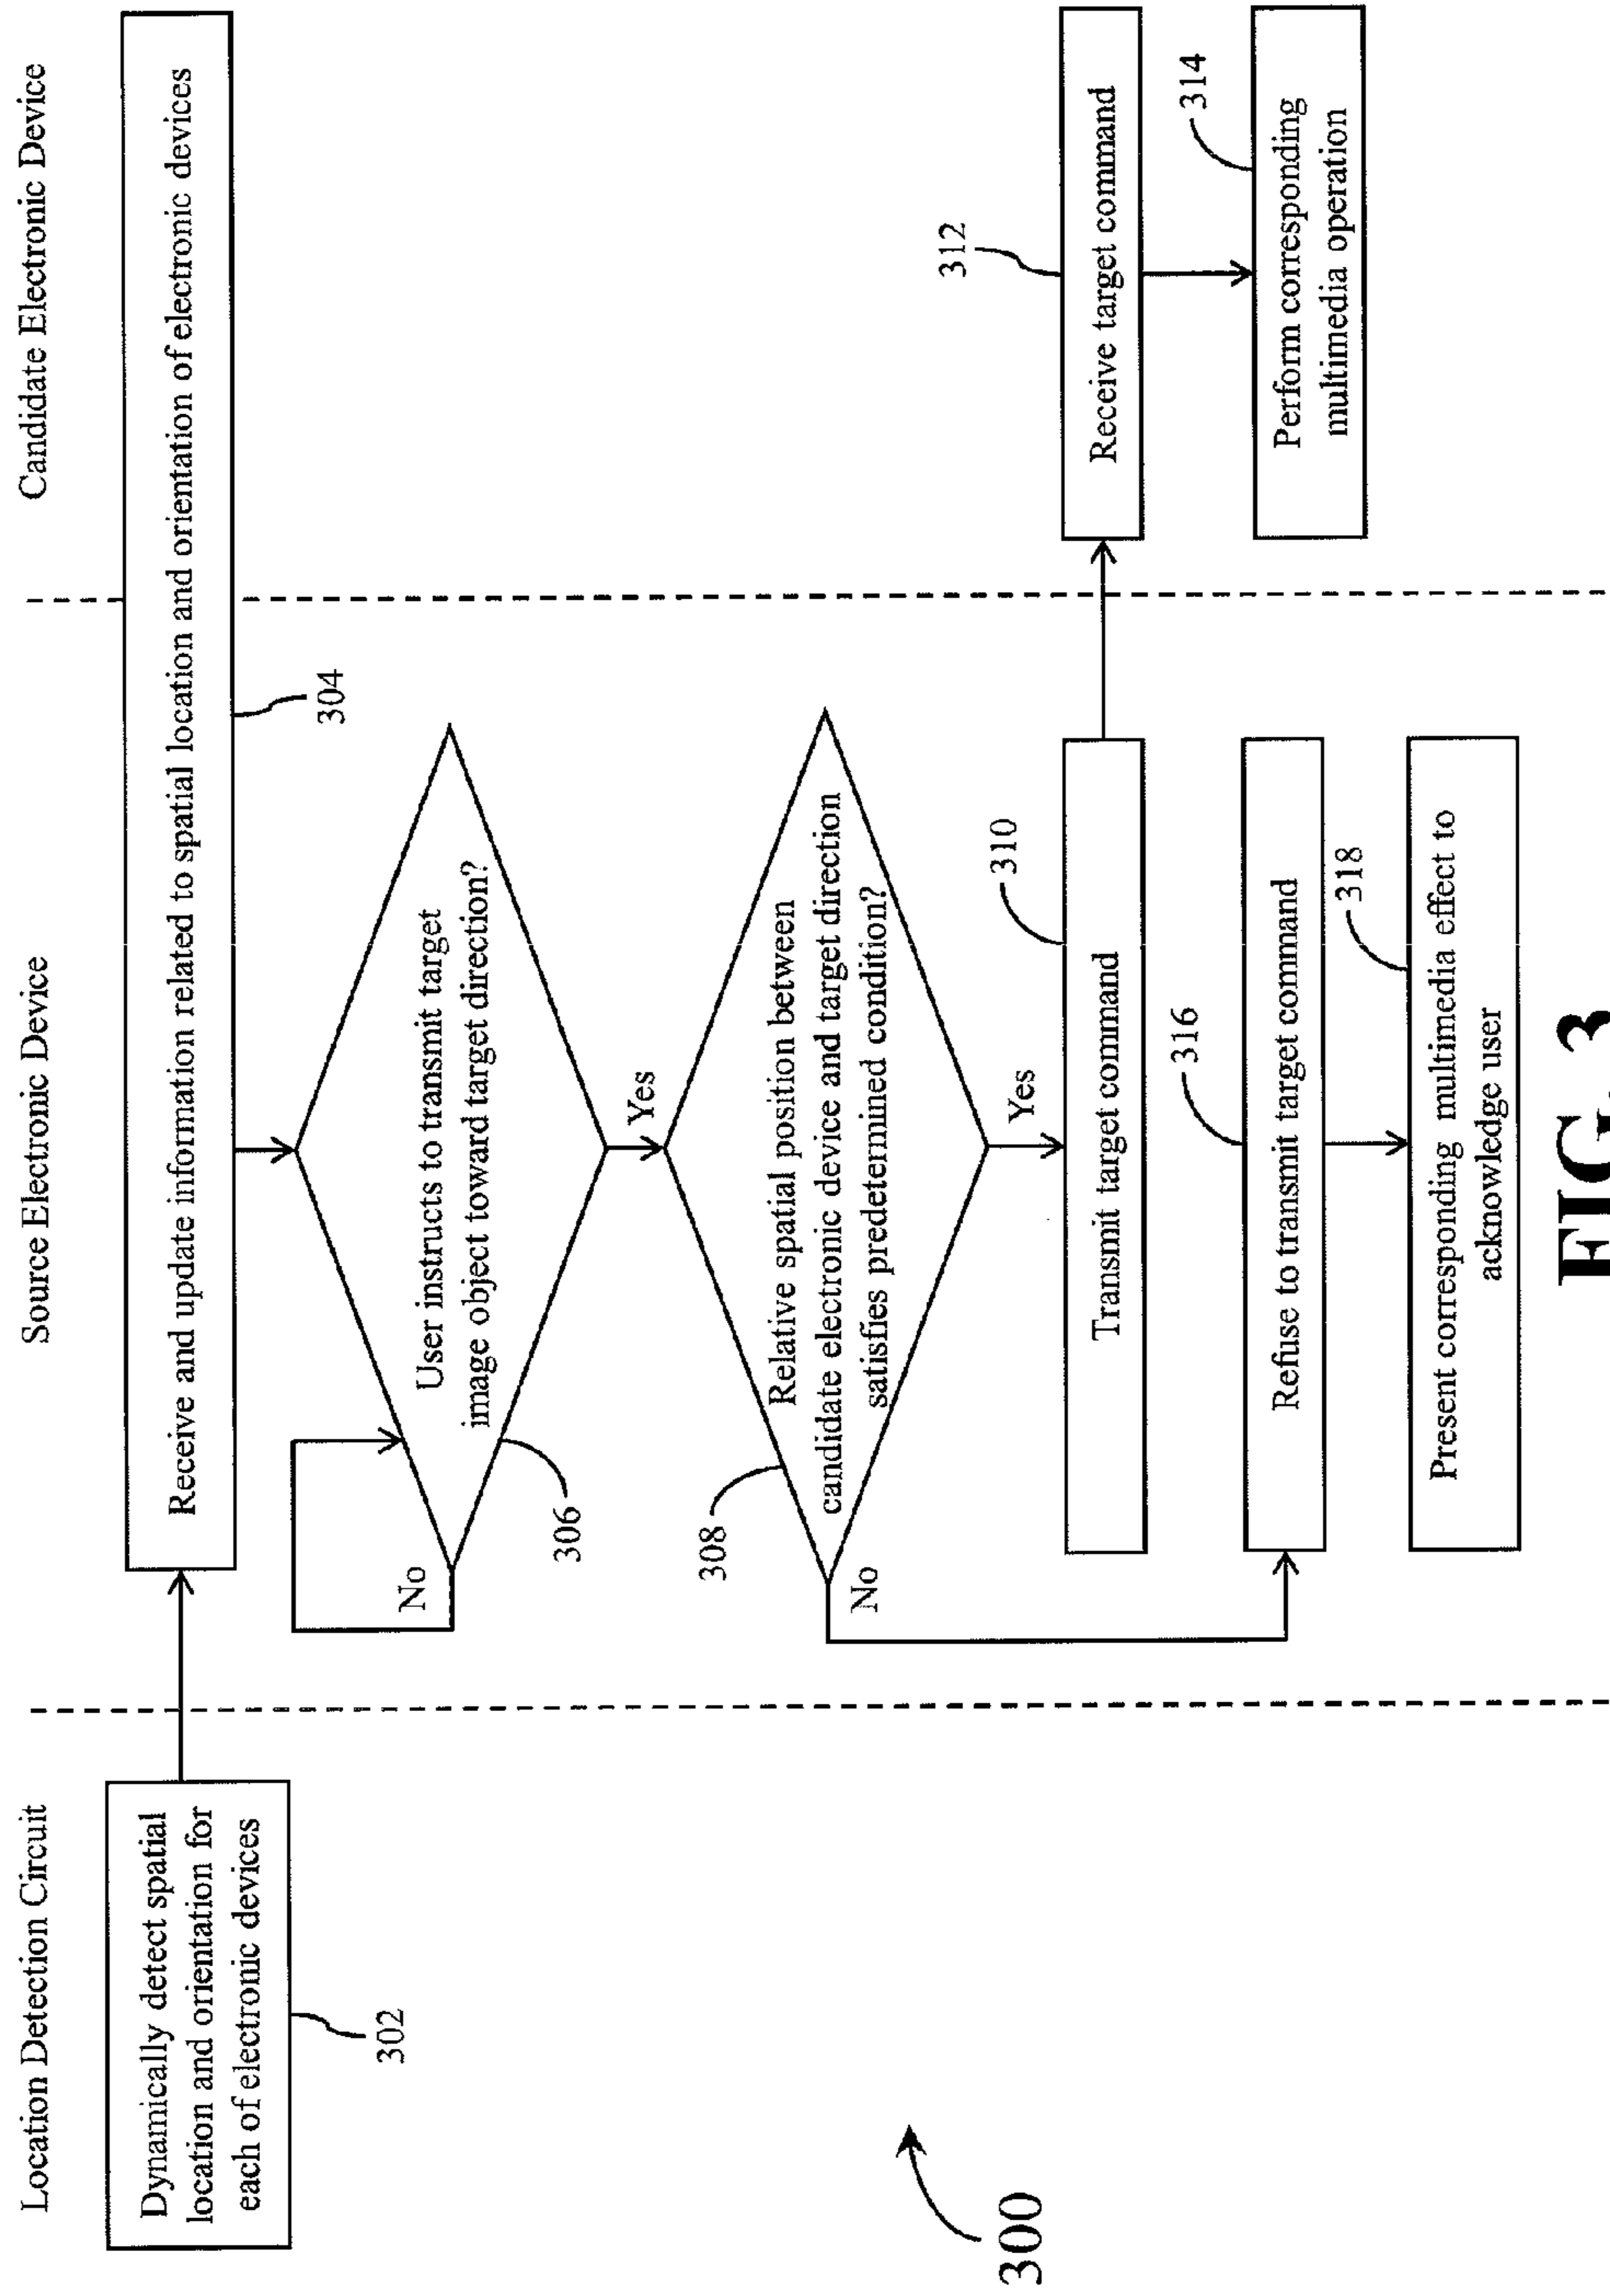 Location Detection Circuit
Source Electronic Device
Candidate Electronic Device
Dynamically detect spatial
location and orientation for
each of electronic devices
302
Receive and update information related to spatial location and orientation of electronic devices
304
User instructs to transmit target
image object toward target direction?
No
306
Yes
Relative spatial position between
candidate electronic device and target direction
satisfies predetermined condition?
308
No
Yes
310
Transmit target command
312
Receive target command
314
Perform corresponding
multimedia operation
316
Refuse to transmit target command
318
Present corresponding multimedia effect to
acknowledge user
300
FIG. 3